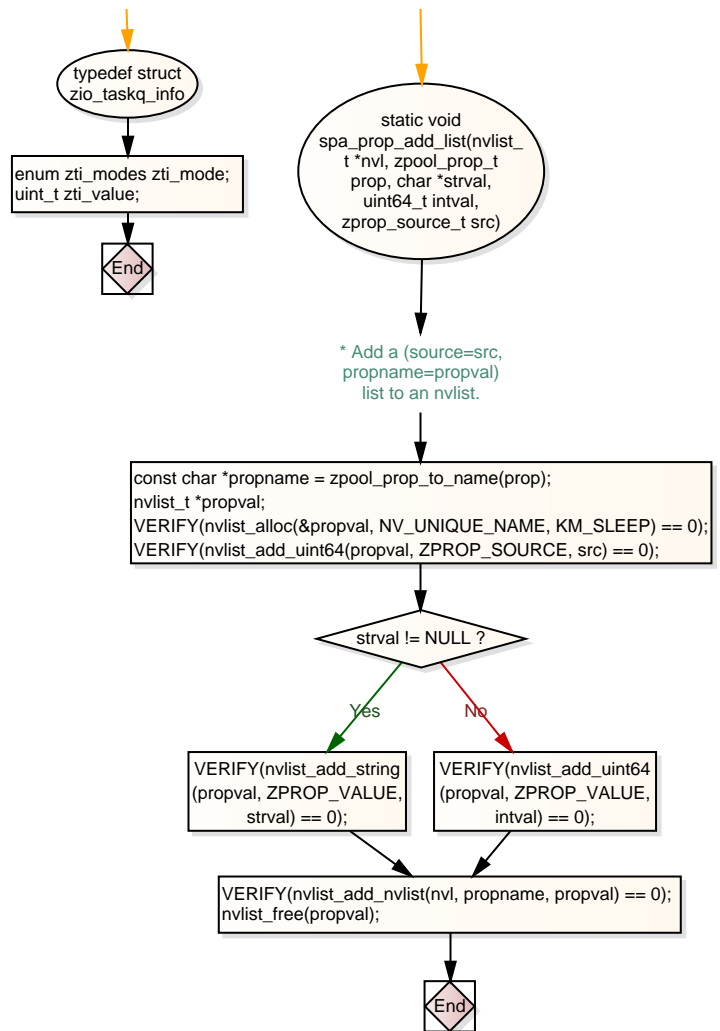 typedef struct
zio_taskq_info
enum zti_modes zti_mode;
uint_t zti_value;
End
static void
spa_prop_add_list(nvlist_
t *nvl, zpool_prop_t
prop, char *strval,
uint64_t intval,
zprop_source_t src)
* Add a (source=src,
propname=propval)
list to an nvlist.
const char *propname = zpool_prop_to_name(prop);
nvlist_t *propval;
VERIFY(nvlist_alloc(&propval, NV_UNIQUE_NAME, KM_SLEEP) == 0);
VERIFY(nvlist_add_uint64(propval, ZPROP_SOURCE, src) == 0);
strval != NULL ?
Yes
No
VERIFY(nvlist_add_string
(propval, ZPROP_VALUE,
strval) == 0);
VERIFY(nvlist_add_uint64
(propval, ZPROP_VALUE,
intval) == 0);
VERIFY(nvlist_add_nvlist(nvl, propname, propval) == 0);
nvlist_free(propval);
End